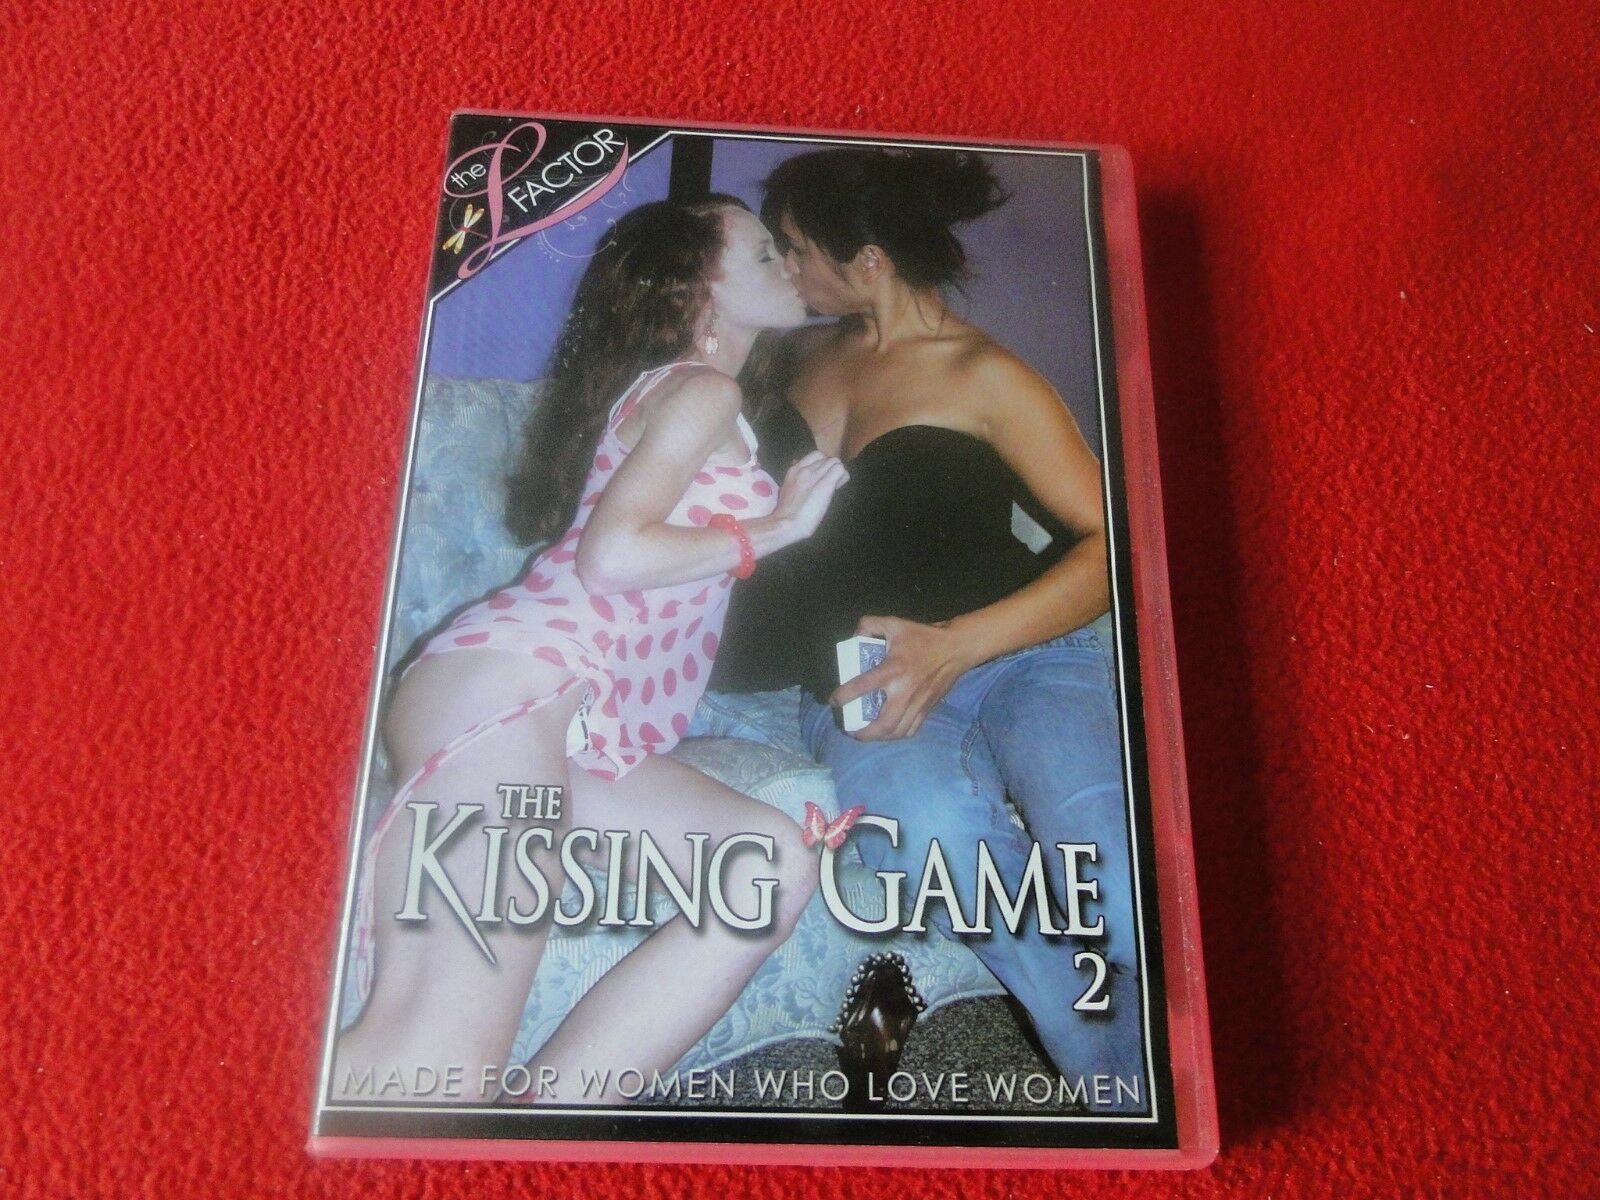 the L FACTOR
THE
KISSING GAME
2
MADE FOR WOMEN WHO LOVE WOMEN